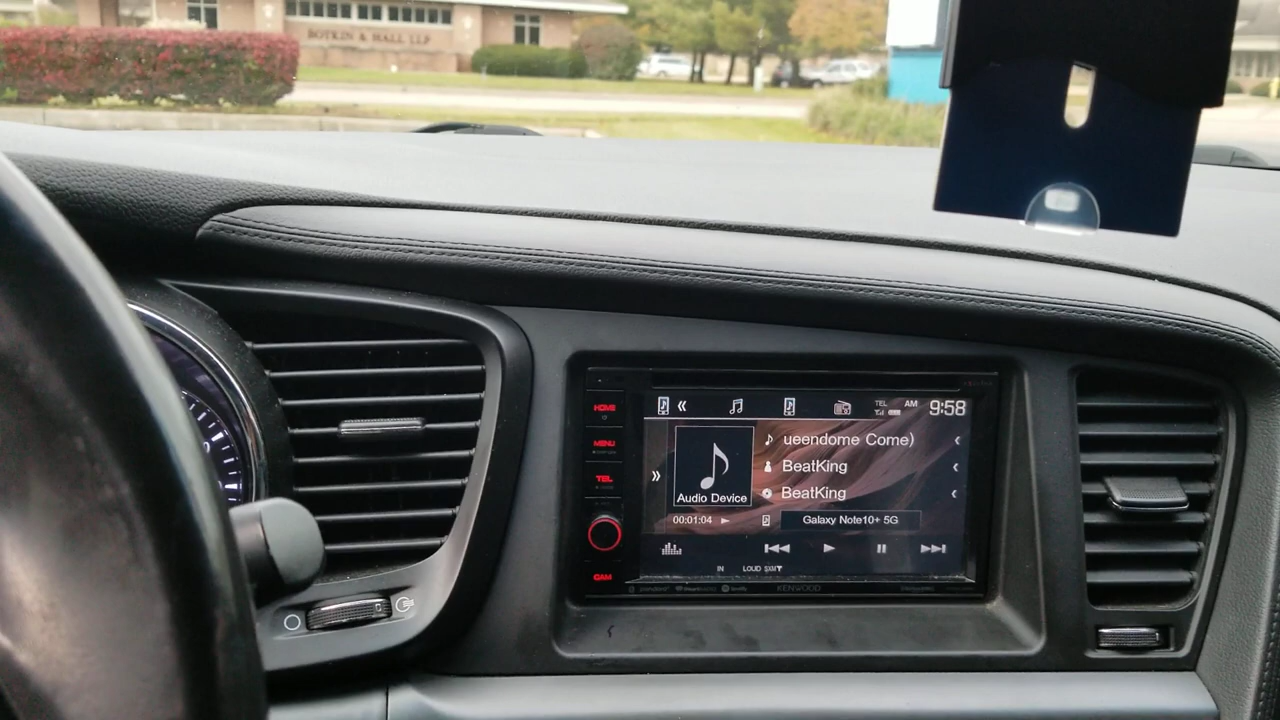 BOTKIN & HALL LLP
HOME
MENU
TEL
CAM
TEL
AM
9:58
ueendome Come)
BeatKing
BeatKing
Audio Device
00:01:04
Galaxy Note10+ 5G
IN
LOUD
KENWOOD